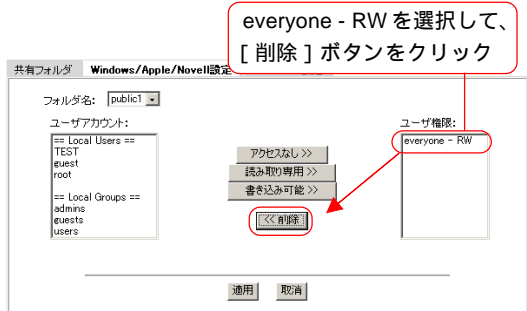 everyone - RW を選択して、
[ 削除 ] ボタンをクリック
共有フォルダ Windows/Apple/Novell設定
フォルダ名: public1
ユーザアカウント:
== Local Users ==
TEST
guest
root
== Local Groups ==
admins
guests
users
アクセスなし >>
読み取り専用 >>
書き込み可能 >>
<< 削除
ユーザ権限:
everyone - RW
適用 取消